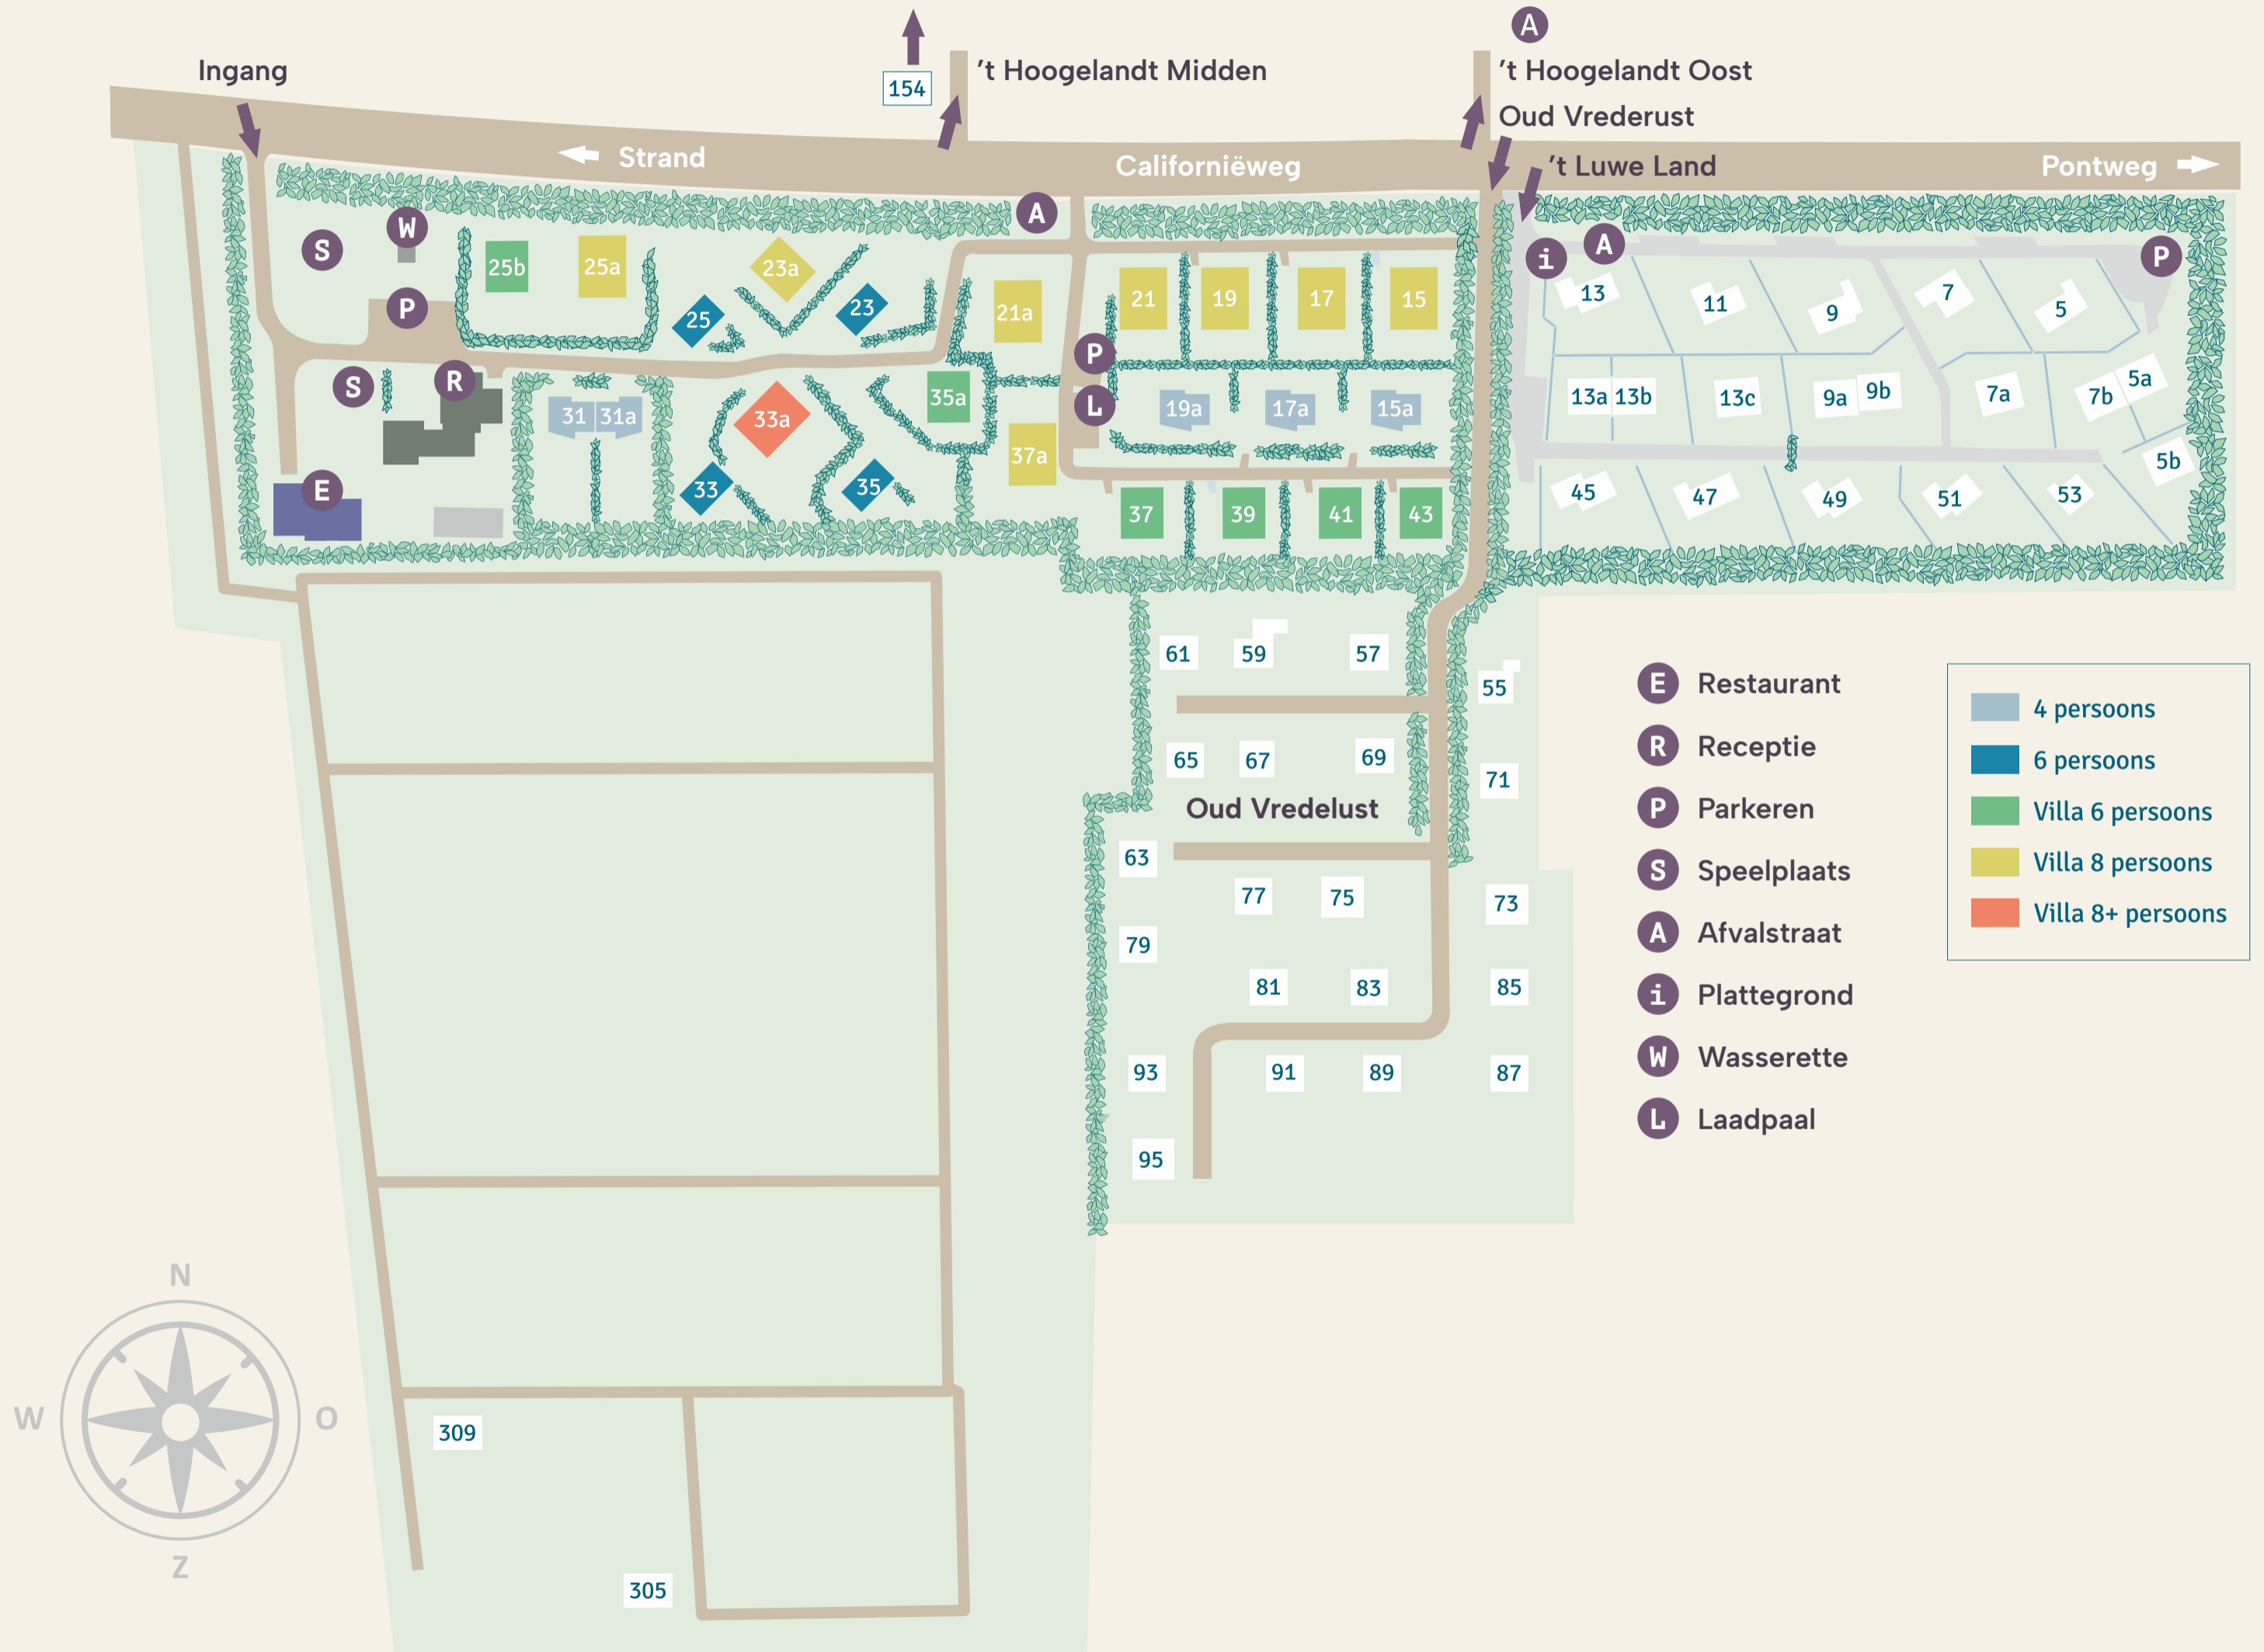 A
Ingang
154
’t Hoogelandt Midden
’t Hoogelandt Oost
Oud Vrederust
Strand
Californiëweg
’t Luwe Land
Pontweg
S
W
P
25b
25a
23a
25
23
A
21a
21
19
17
15
i
A
P
13
11
9
7
5
S
R
31
31a
33a
35a
P
L
19a
17a
15a
13a
13b
13c
9a
9b
7a
7b
5a
5b
E
33
35
37a
37
39
41
43
45
47
49
51
53
61
59
57
55
65
67
69
71
Oud Vredelust
63
77
75
73
79
81
83
85
93
91
89
87
95
E Restaurant
R Receptie
P Parkeren
S Speelplaats
A Afvalstraat
i Plattegrond
W Wasserette
L Laadpaal
4 persoons
6 persoons
Villa 6 persoons
Villa 8 persoons
Villa 8+ persoons
N
W
O
Z
309
305